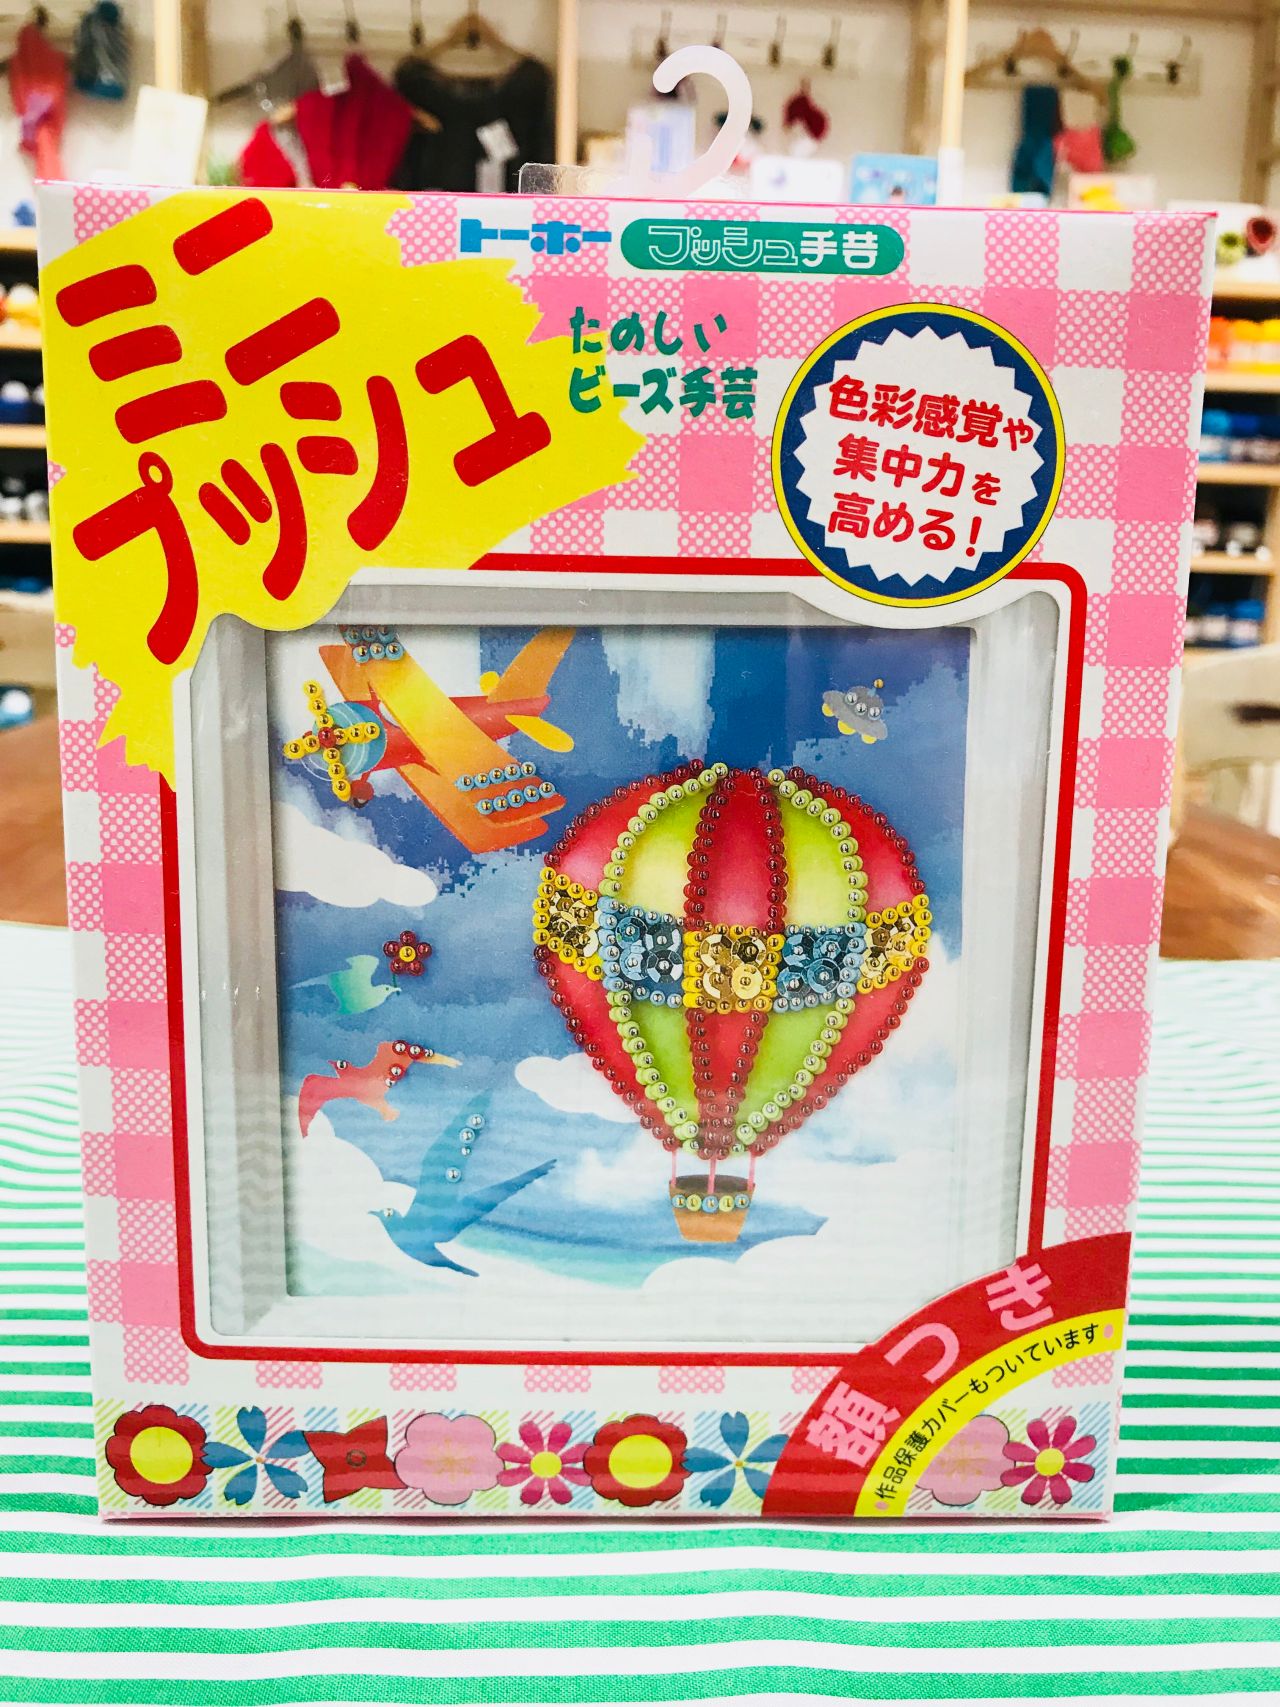 トーホー プッシュ手芸
ミニ
プッシュ
たのしい
ビーズ手芸
色彩感覚や
集中力を
高める!
額つき
作品保護カバーもついています